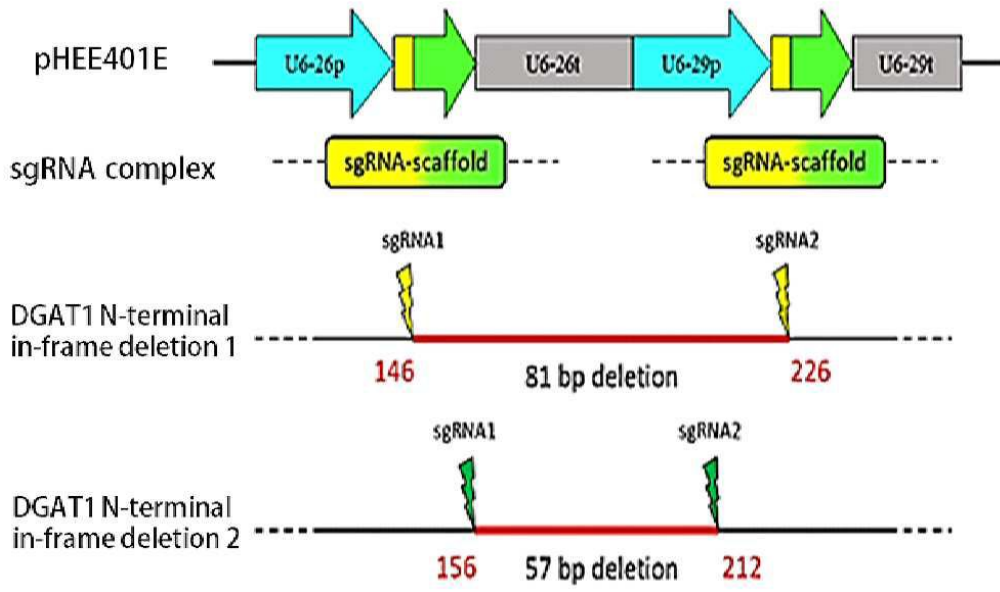 pHEE401E
U6-26p
U6-26t
U6-29p
U6-29t
sgRNA complex
sgRNA-scaffold
sgRNA-scaffold
sgRNA1
sgRNA2
DGAT1 N-terminal
in-frame deletion 1
146
81 bp deletion
226
sgRNA1
sgRNA2
DGAT1 N-terminal
in-frame deletion 2
156
57 bp deletion
212